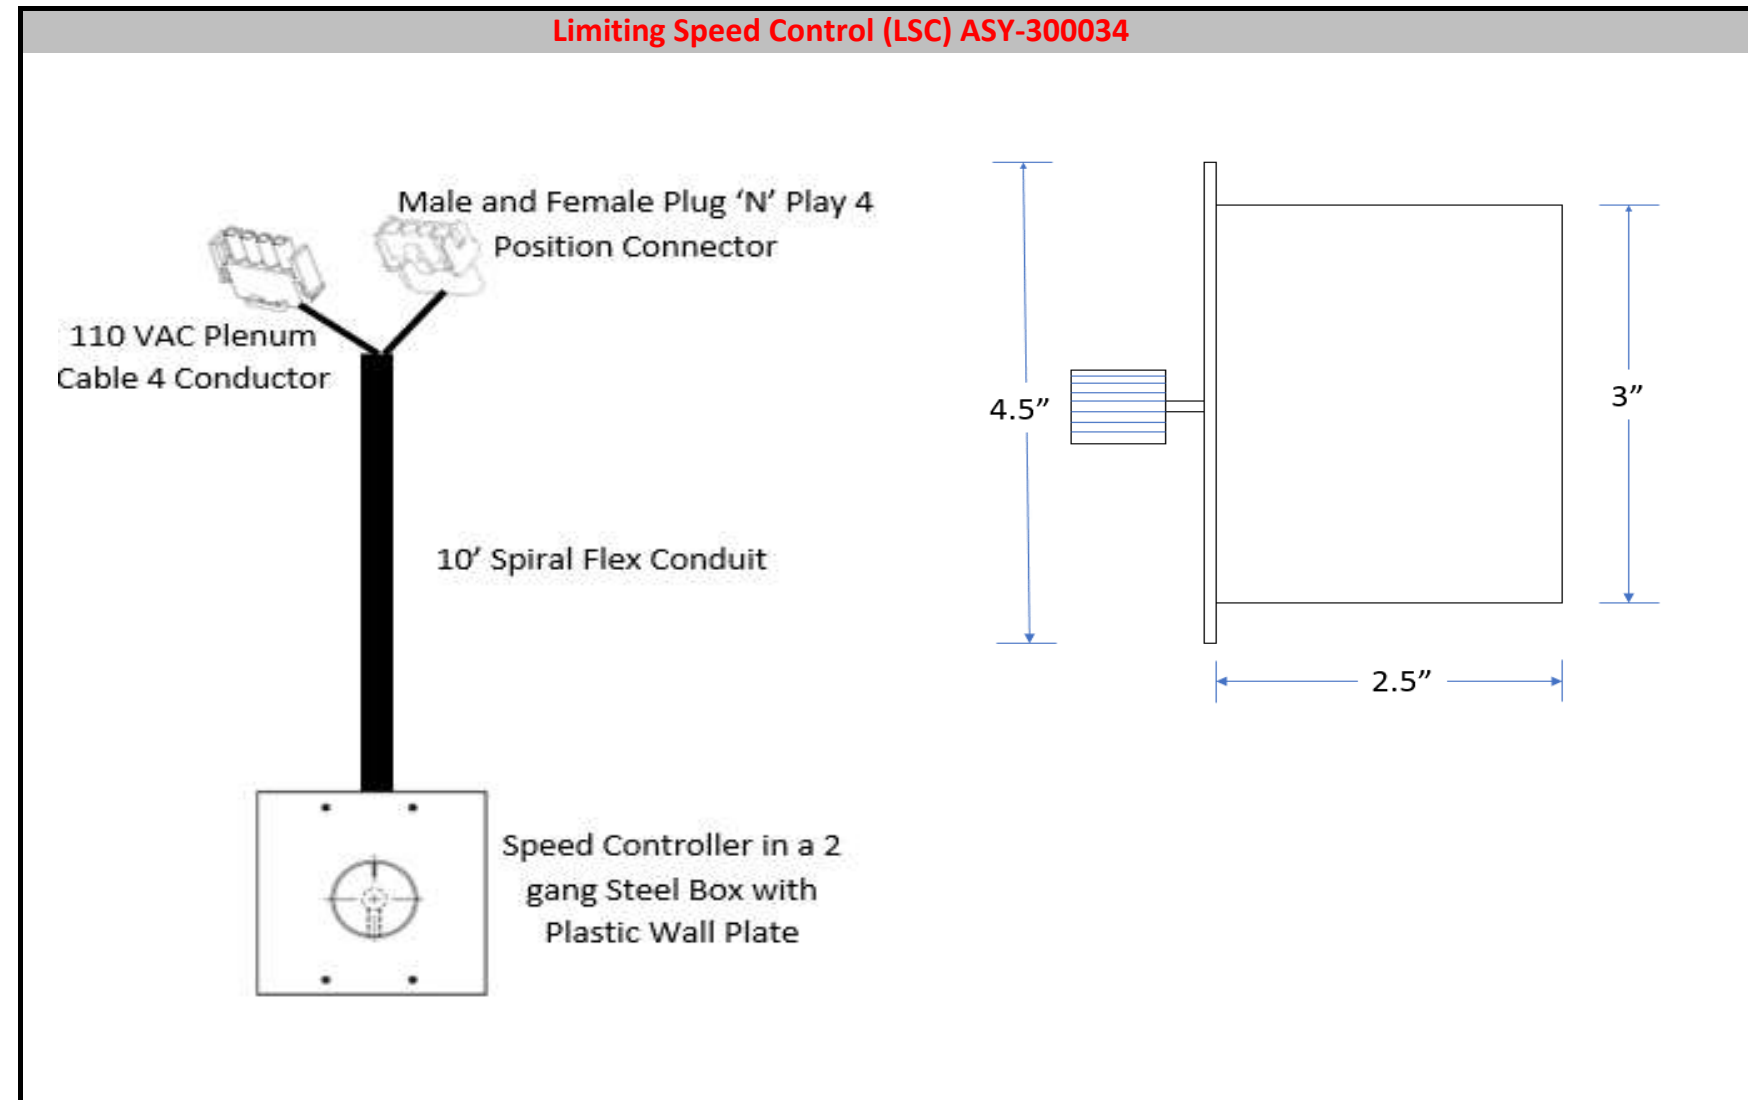 Limiting Speed Control (LSC) ASY-300034
Male and Female Plug ‘N’ Play 4
Position Connector
110 VAC Plenum
Cable 4 Conductor
10’ Spiral Flex Conduit
Speed Controller in a 2
gang Steel Box with
Plastic Wall Plate
4.5”
3”
2.5”